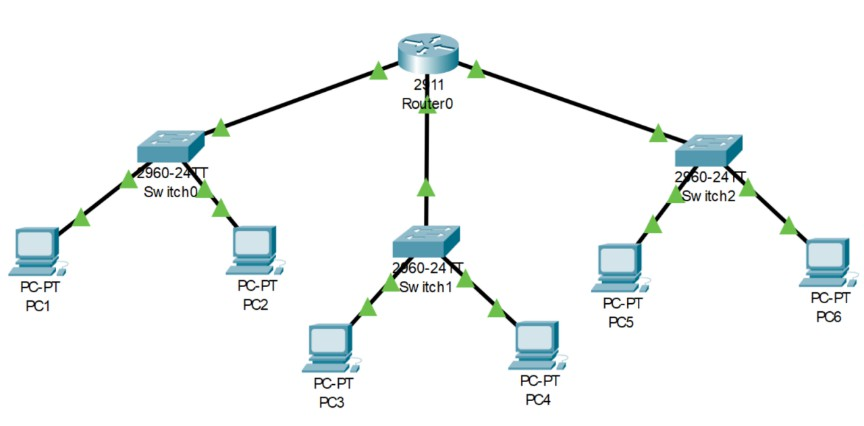 2911
Router0
2960-24TT
Switch0
2960-24TT
Switch2
PC-PT
PC1
PC-PT
PC2
2960-24TT
Switch1
PC-PT
PC5
PC-PT
PC6
PC-PT
PC3
PC-PT
PC4